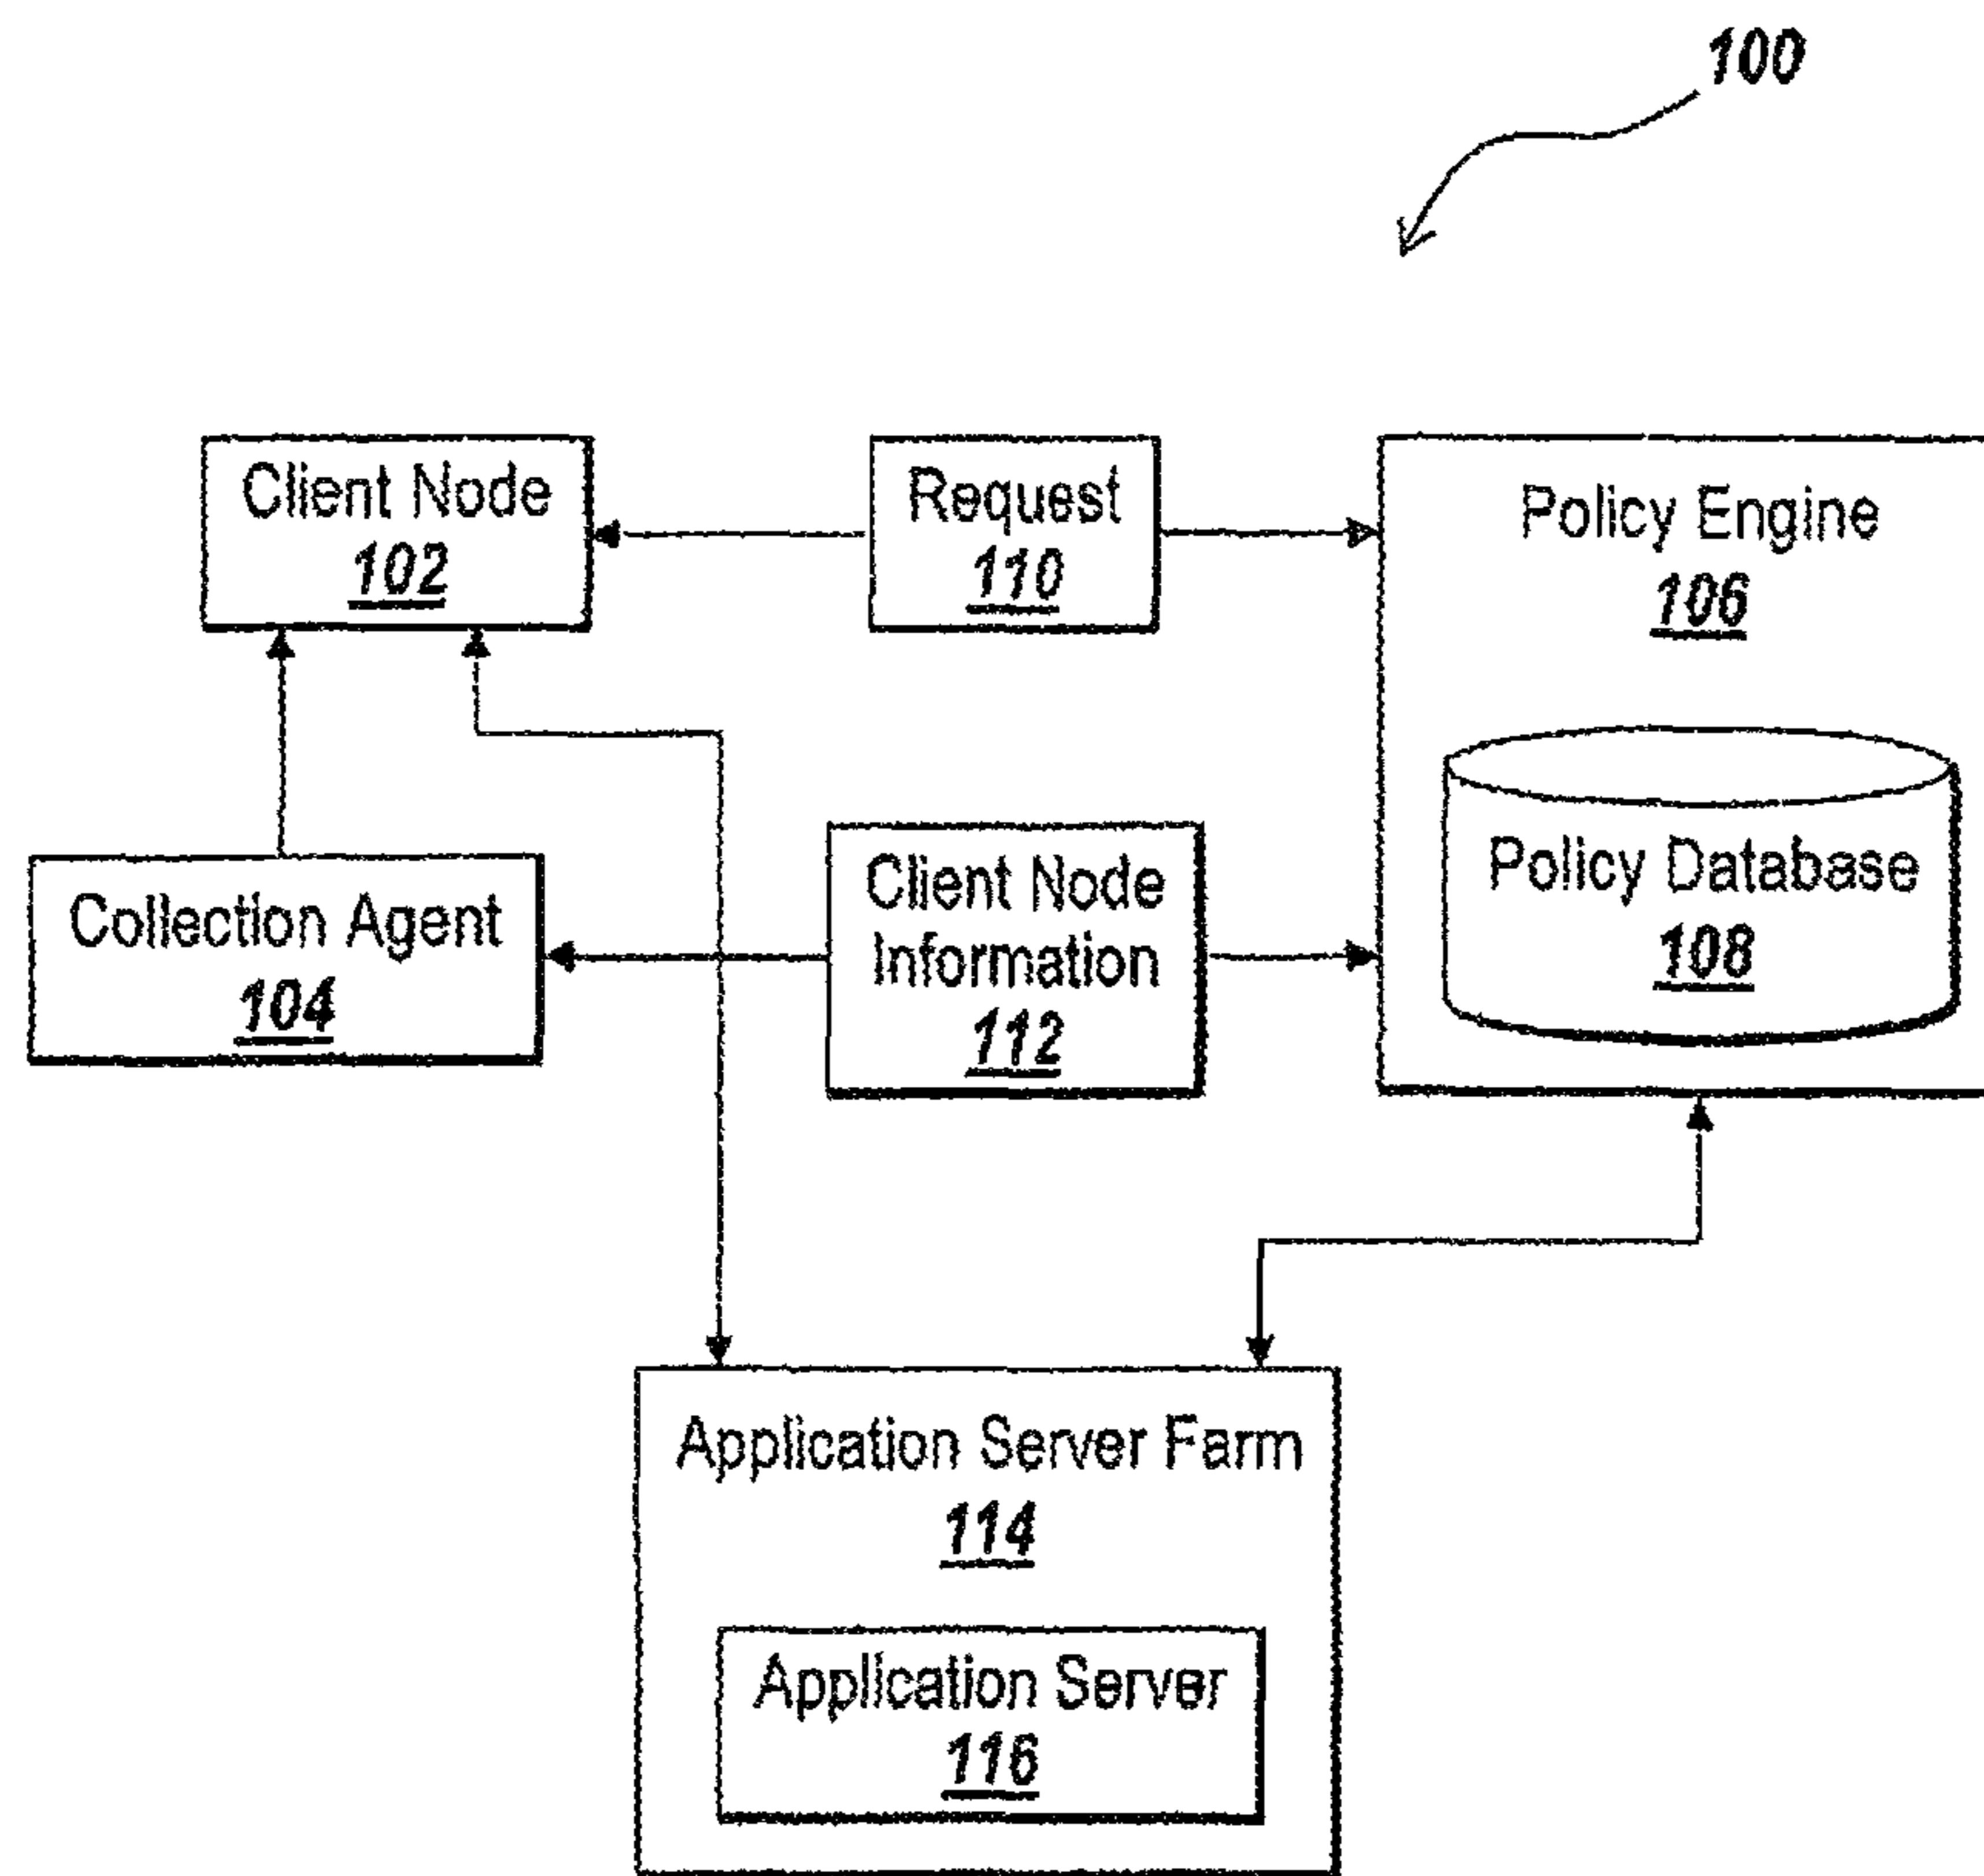 100
Client Node
102
Request
110
Policy Engine
106
Policy Database
108
Collection Agent
104
Client Node
Information
112
Application Server Farm
114
Application Server
116